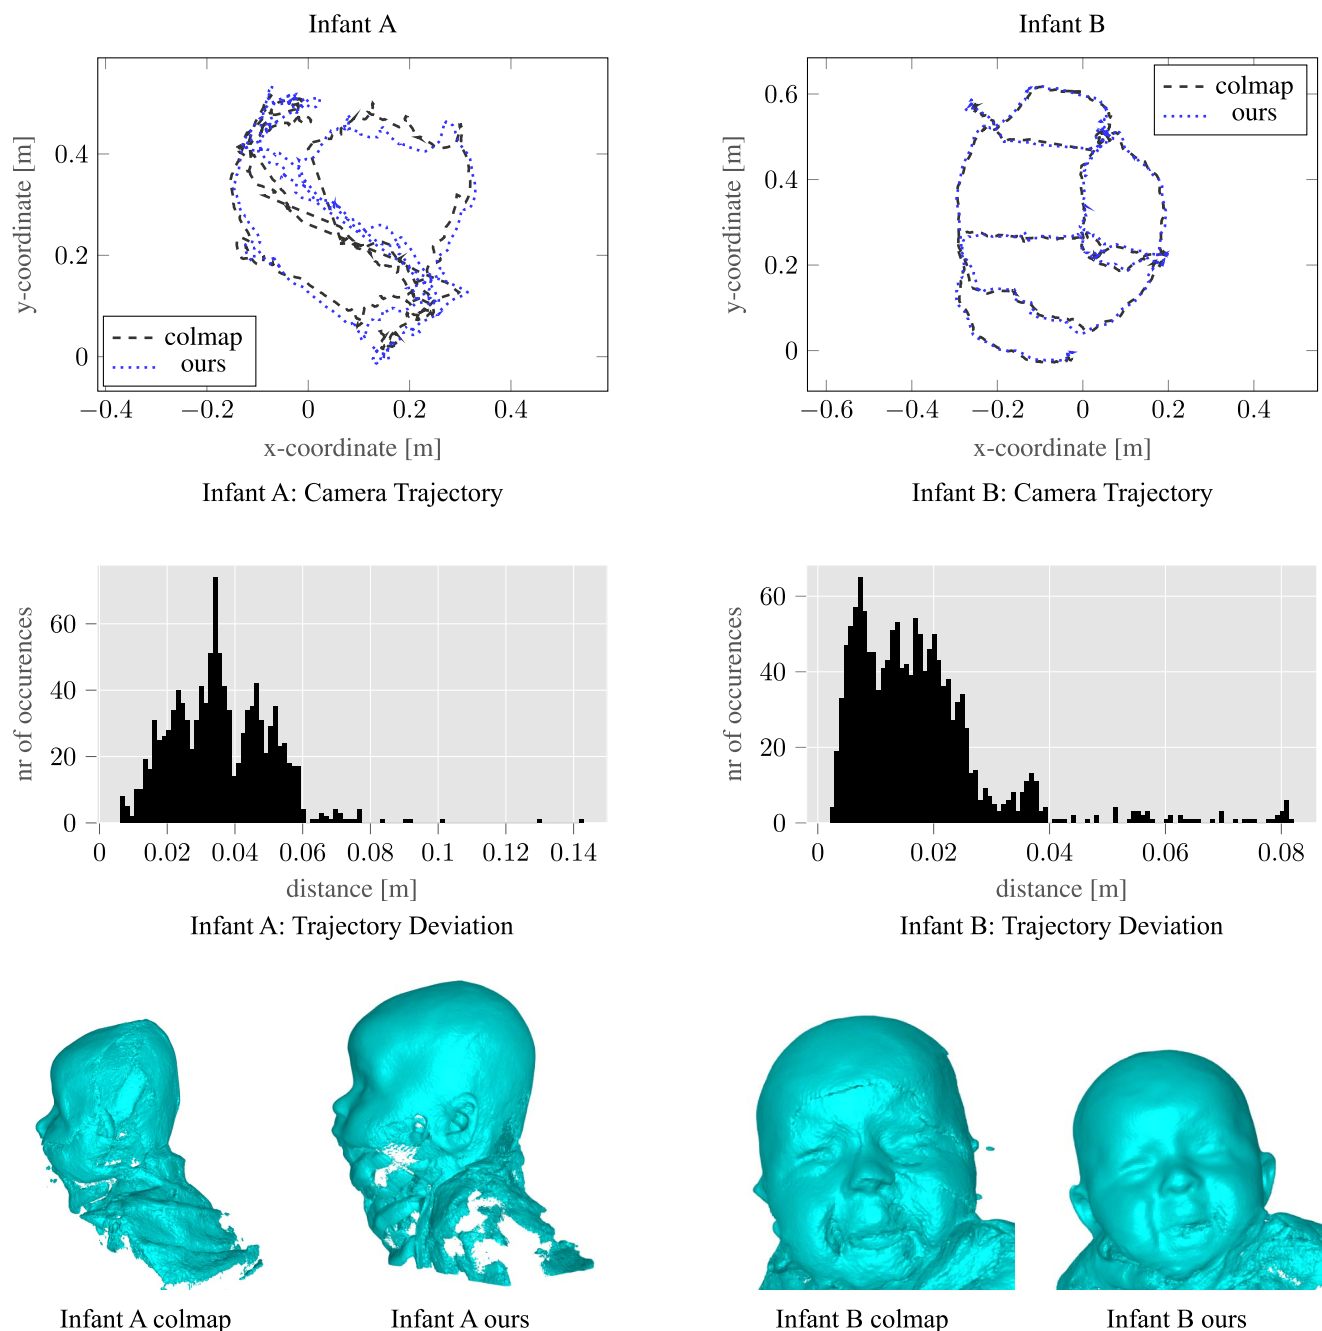 Infant A
Infant B
y-coordinate [m]
0.4
0.2
0
colmap
ours
−0.4
−0.2
0
0.2
0.4
x-coordinate [m]
Infant A: Camera Trajectory
y-coordinate [m]
0.6
0.4
0.2
0
colmap
ours
−0.6
−0.4
−0.2
0
0.2
0.4
x-coordinate [m]
Infant B: Camera Trajectory
nr of occurences
60
40
20
0
0
0.02
0.04
0.06
0.08
0.1
0.12
0.14
distance [m]
Infant A: Trajectory Deviation
nr of occurences
60
40
20
0
0
0.02
0.04
0.06
0.08
distance [m]
Infant B: Trajectory Deviation
Infant A colmap
Infant A ours
Infant B colmap
Infant B ours